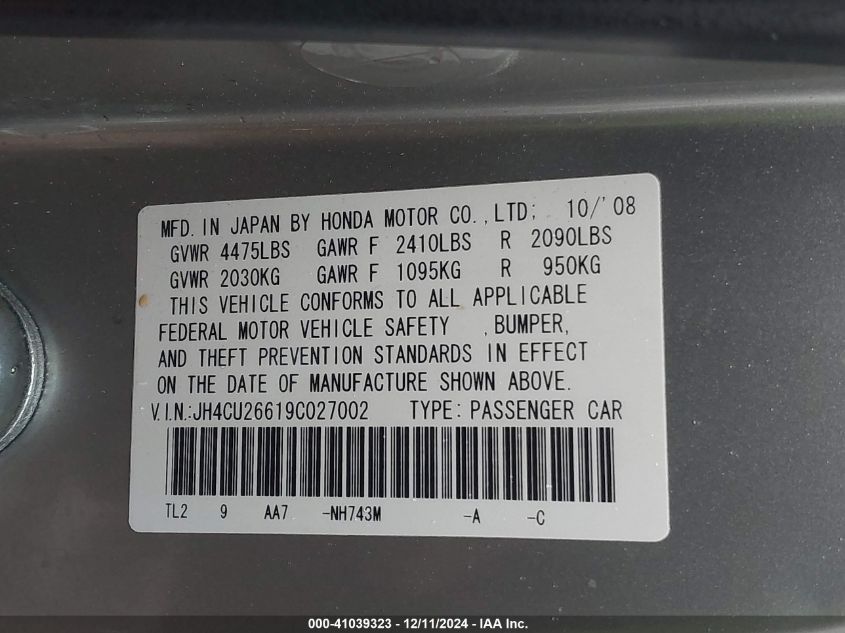 MFD. IN JAPAN BY HONDA MOTOR CO.,LTD; 10/'08
GVWR 4475LBS GAWR F 2410LBS R 2090LBS
GVWR 2030KG GAWR F 1095KG R 950KG
THIS VEHICLE CONFORMS TO ALL APPLICABLE
FEDERAL MOTOR VEHICLE SAFETY ,BUMPER,
AND THEFT PREVENTION STANDARDS IN EFFECT
ON THE DATE OF MANUFACTURE SHOWN ABOVE.
V.I.N.:JH4CU26619C027002 TYPE: PASSENGER CAR
TL2 9 AA7 -NH743M -A -C
000-41039323 - 12/11/2024 - IAA Inc.